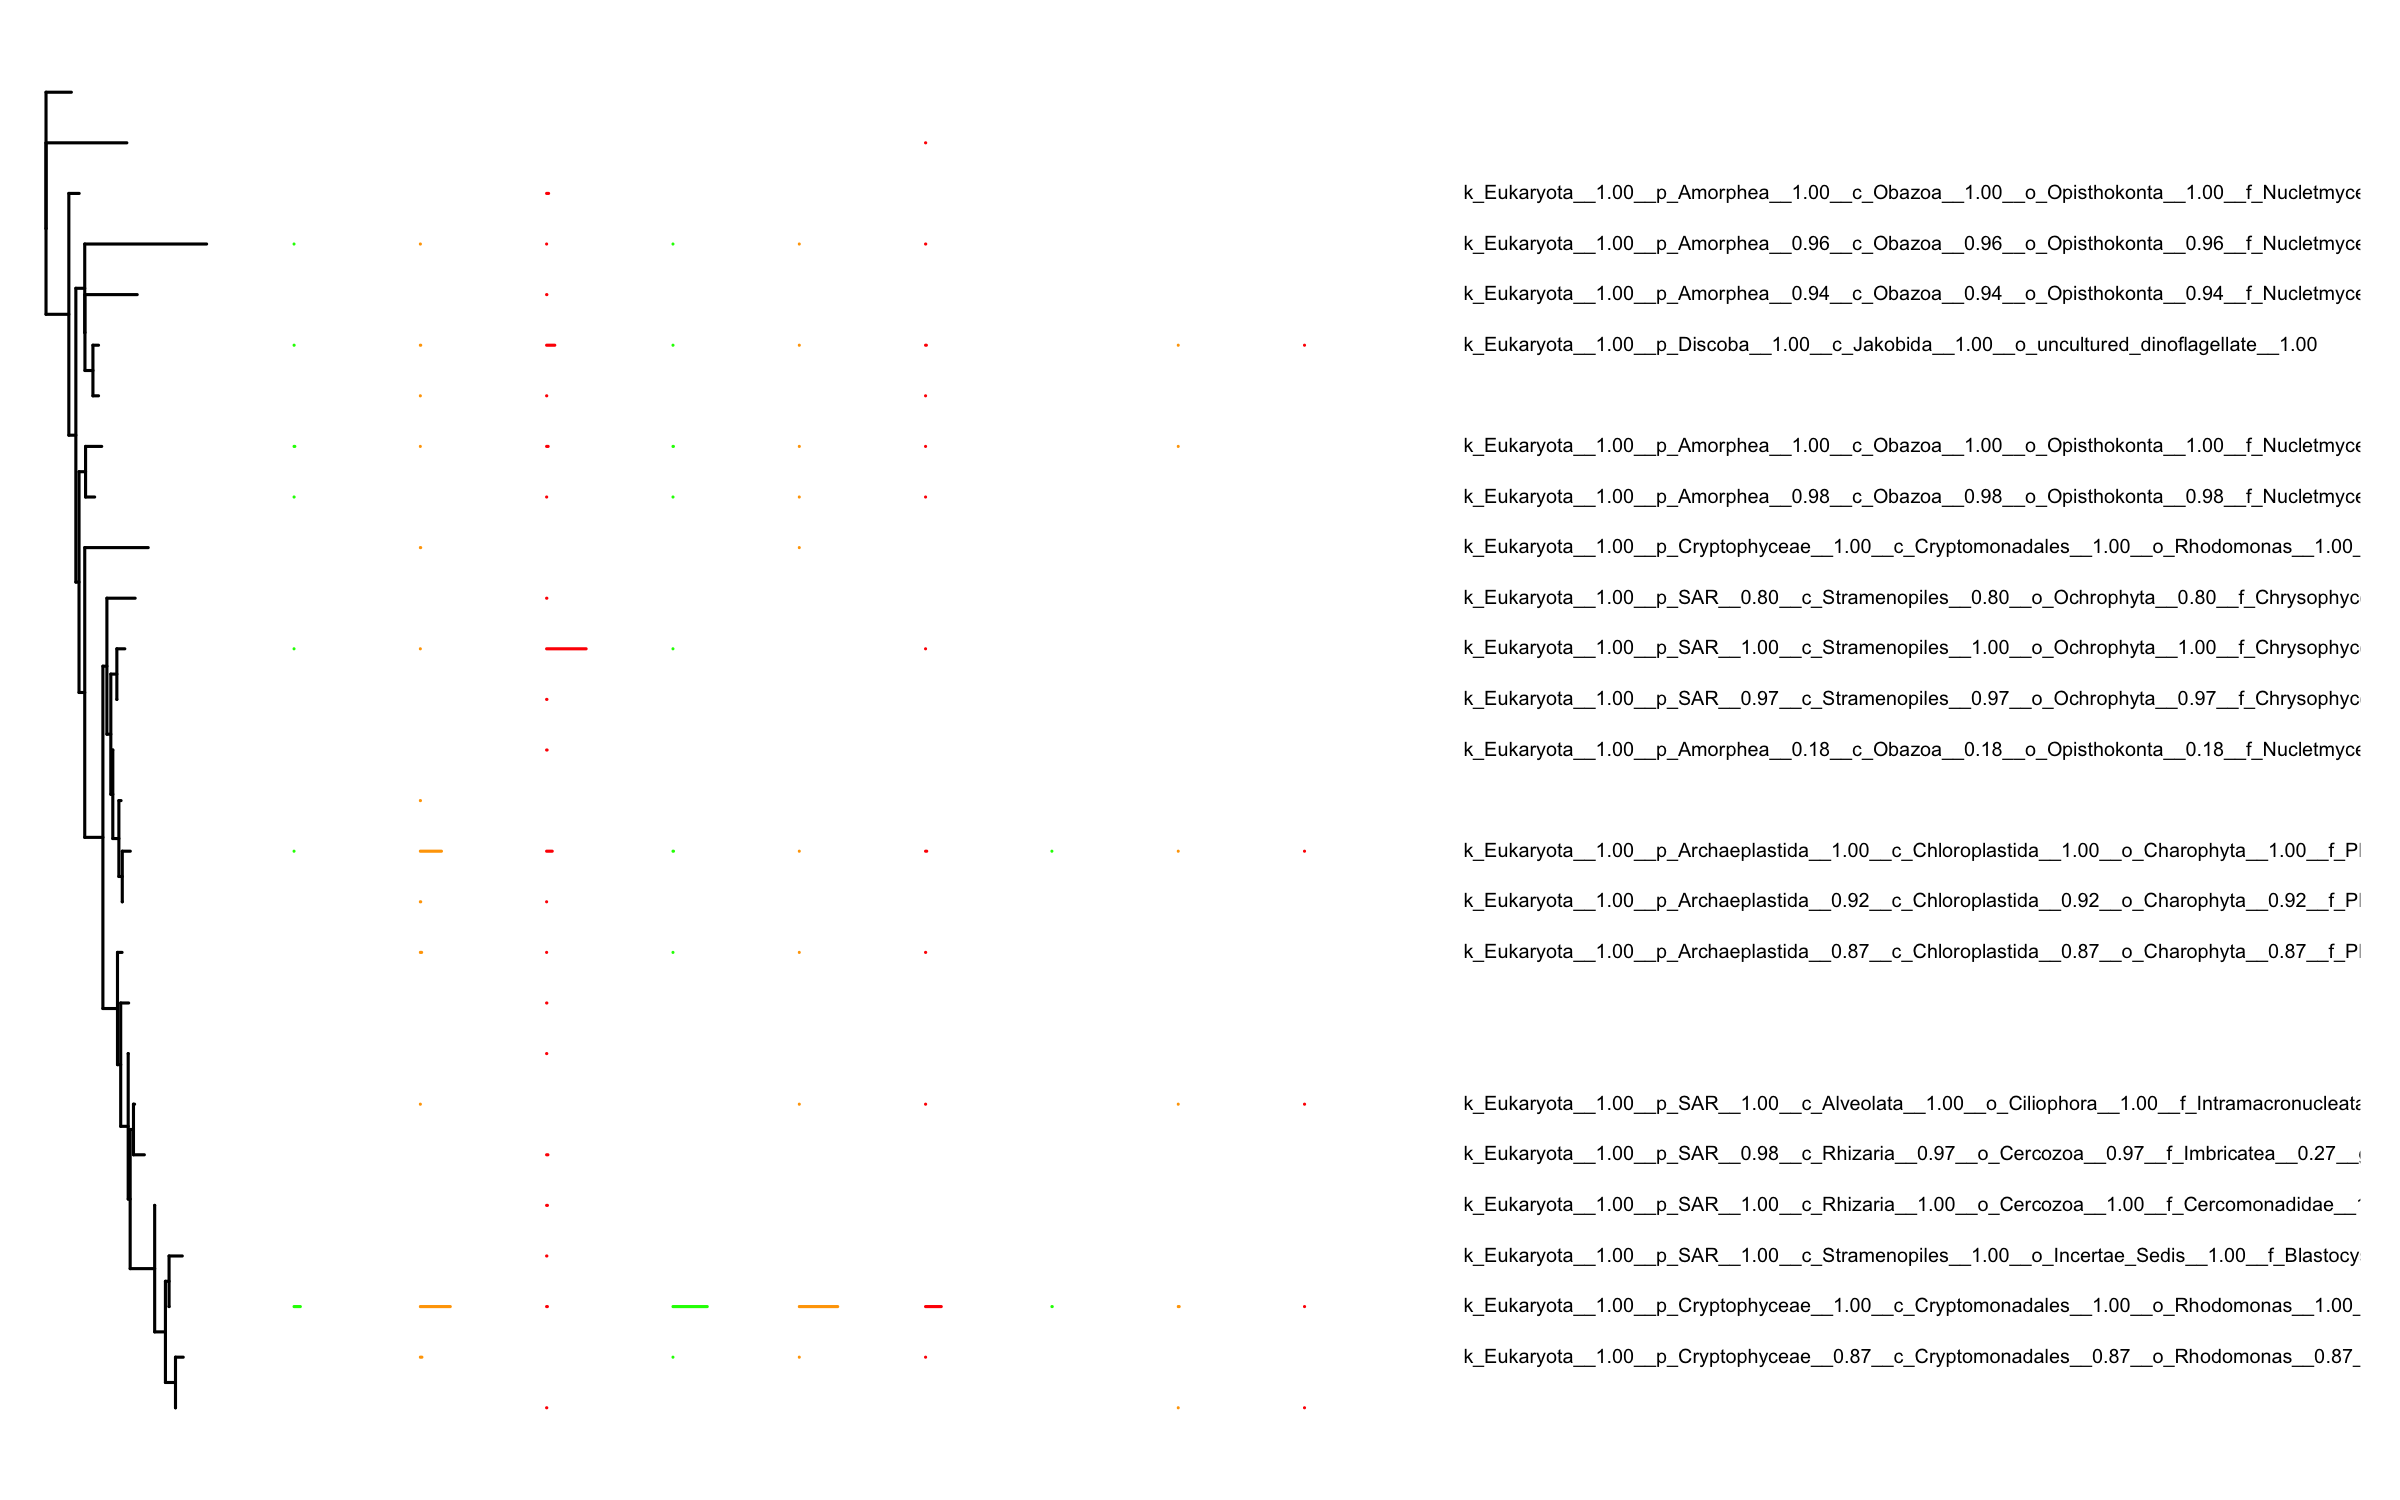 k_Eukaryota__1.00__p_Amorphea__1.00__c_Obazoa__1.00__o_Opisthokonta__1.00__f_Nucletmyce
k_Eukaryota__1.00__p_Amorphea__0.96__c_Obazoa__0.96__o_Opisthokonta__0.96__f_Nucletmyce
k_Eukaryota__1.00__p_Amorphea__0.94__c_Obazoa__0.94__o_Opisthokonta__0.94__f_Nucletmyce
k_Eukaryota__1.00__p_Discoba__1.00__c_Jakobida__1.00__o_uncultured_dinoflagellate__1.00
k_Eukaryota__1.00__p_Amorphea__1.00__c_Obazoa__1.00__o_Opisthokonta__1.00__f_Nucletmyce
k_Eukaryota__1.00__p_Amorphea__0.98__c_Obazoa__0.98__o_Opisthokonta__0.98__f_Nucletmyce
k_Eukaryota__1.00__p_Cryptophyceae__1.00__c_Cryptomonadales__1.00__o_Rhodomonas__1.00_
k_Eukaryota__1.00__p_SAR__0.80__c_Stramenopiles__0.80__o_Ochrophyta__0.80__f_Chrysophyc
k_Eukaryota__1.00__p_SAR__1.00__c_Stramenopiles__1.00__o_Ochrophyta__1.00__f_Chrysophyc
k_Eukaryota__1.00__p_SAR__0.97__c_Stramenopiles__0.97__o_Ochrophyta__0.97__f_Chrysophyc
k_Eukaryota__1.00__p_Amorphea__0.18__c_Obazoa__0.18__o_Opisthokonta__0.18__f_Nucletmyce
k_Eukaryota__1.00__p_Archaeplastida__1.00__c_Chloroplastida__1.00__o_Charophyta__1.00__f_P
k_Eukaryota__1.00__p_Archaeplastida__0.92__c_Chloroplastida__0.92__o_Charophyta__0.92__f_P
k_Eukaryota__1.00__p_Archaeplastida__0.87__c_Chloroplastida__0.87__o_Charophyta__0.87__f_P
k_Eukaryota__1.00__p_SAR__1.00__c_Alveolata__1.00__o_Ciliophora__1.00__f_Intramacronucleata
k_Eukaryota__1.00__p_SAR__0.98__c_Rhizaria__0.97__o_Cercozoa__0.97__f_Imbricatea__0.27__
k_Eukaryota__1.00__p_SAR__1.00__c_Rhizaria__1.00__o_Cercozoa__1.00__f_Cercomonadidae__
k_Eukaryota__1.00__p_SAR__1.00__c_Stramenopiles__1.00__o_Incertae_Sedis__1.00__f_Blastocy
k_Eukaryota__1.00__p_Cryptophyceae__1.00__c_Cryptomonadales__1.00__o_Rhodomonas__1.00_
k_Eukaryota__1.00__p_Cryptophyceae__0.87__c_Cryptomonadales__0.87__o_Rhodomonas__0.87_